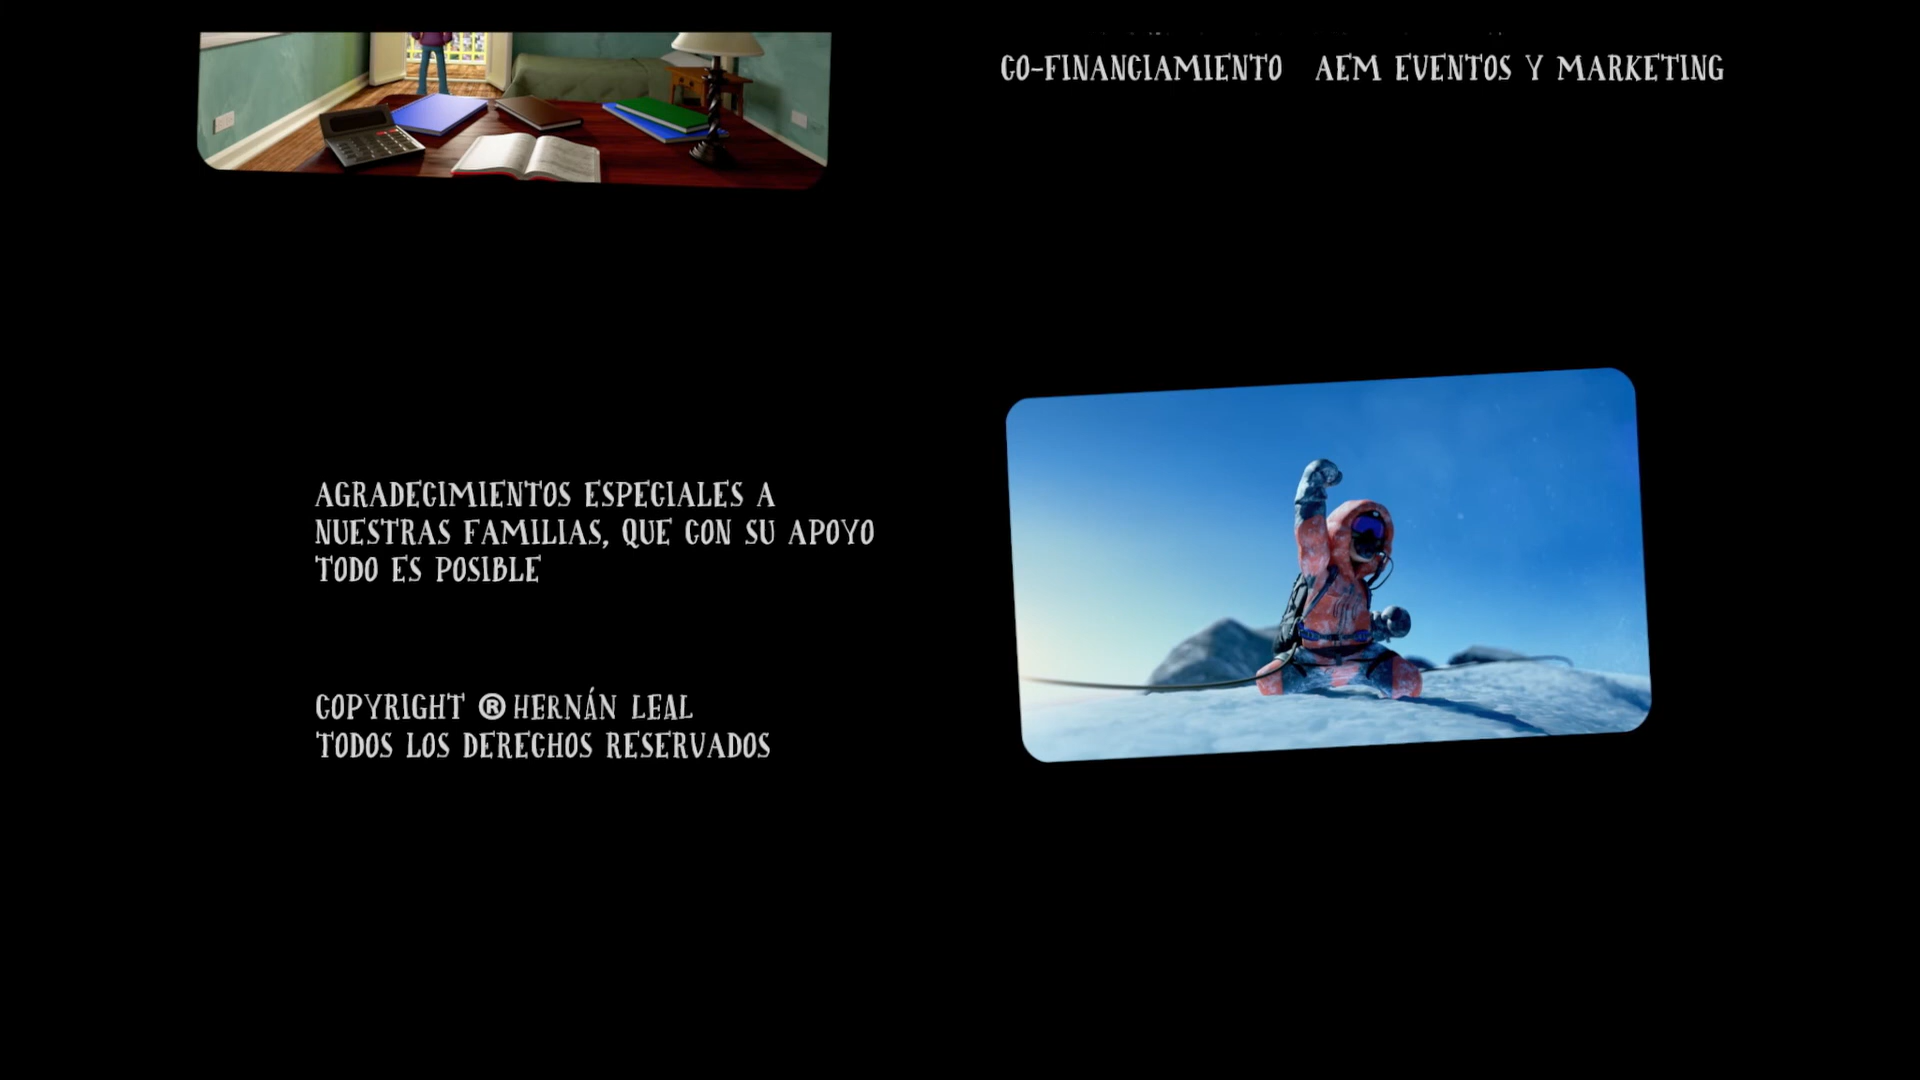 CO-FINANCIAMIENTO AEM EVENTOS Y MARKETING
AGRADECIMIENTOS ESPECIALES A
NUESTRAS FAMILIAS, QUE CON SU APOYO
TODO ES POSIBLE
COPYRIGHT ® HERNÁN LEAL
TODOS LOS DERECHOS RESERVADOS